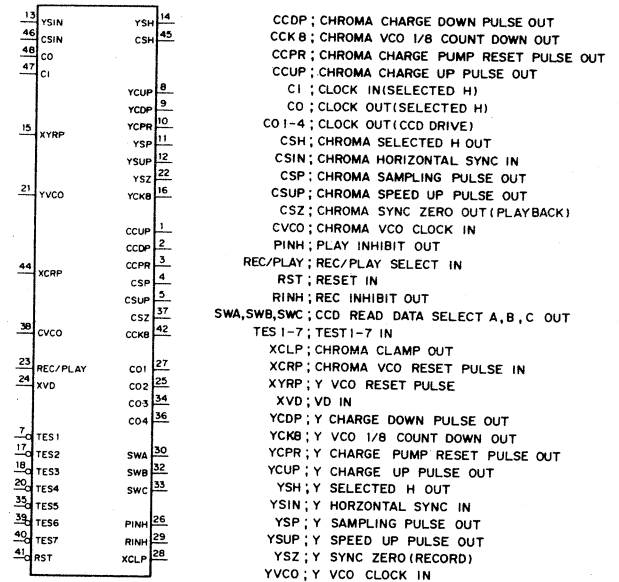 13 YSIN YSH 14
46 CSIN CSH 45
48 CO
47 CI
YCUP 8
YCDP 9
YCPR 10
15 XYRP
YSP 11
YSUP 12
YSZ 22
21 YVCO YCK8 16
CCUP 1
CCDP 2
CCPR 3
44 XCRP
CSP 4
CSUP 5
CSZ 37
38 CVCO CCK8 42
23 REC/PLAY CO1 27
24 XVD CO2 25
CO3 34
CO4 36
7 TES1
17 TES2 SWA 30
18 TES3 SWB 32
20 TES4 SWC 33
35 TES5
39 TES6 PINH 26
40 TES7 RINH 29
41 RST XCLP 28
CCDP ; CHROMA CHARGE DOWN PULSE OUT
CCK8 ; CHROMA VCO 1/8 COUNT DOWN OUT
CCPR ; CHROMA CHARGE PUMP RESET PULSE OUT
CCUP ; CHROMA CHARGE UP PULSE OUT
CI ; CLOCK IN(SELECTED H)
CO ; CLOCK OUT(SELECTED H)
CO1-4 ; CLOCK OUT(CCD DRIVE)
CSH ; CHROMA SELECTED H OUT
CSIN ; CHROMA HORIZONTAL SYNC IN
CSP ; CHROMA SAMPLING PULSE OUT
CSUP ; CHROMA SPEED UP PULSE OUT
CSZ ; CHROMA SYNC ZERO OUT(PLAYBACK)
CVCO ; CHROMA VCO CLOCK IN
PINH ; PLAY INHIBIT OUT
REC/PLAY ; REC/PLAY SELECT IN
RST ; RESET IN
RINH ; REC INHIBIT OUT
SWA,SWB,SWC ; CCD READ DATA SELECT A,B,C OUT
TES1-7 ; TEST1-7 IN
XCLP ; CHROMA CLAMP OUT
XCRP ; CHROMA VCO RESET PULSE IN
XYRP ; Y VCO RESET PULSE
XVD ; VD IN
YCDP ; Y CHARGE DOWN PULSE OUT
YCK8 ; Y VCO 1/8 COUNT DOWN OUT
YCPR ; Y CHARGE PUMP RESET PULSE OUT
YCUP ; Y CHARGE UP PULSE OUT
YSH ; Y SELECTED H OUT
YSIN ; Y HORZONTAL SYNC IN
YSP ; Y SAMPLING PULSE OUT
YSUP ; Y SPEED UP PULSE OUT
YSZ ; Y SYNC ZERO(RECORD)
YVCO ; Y VCO CLOCK IN